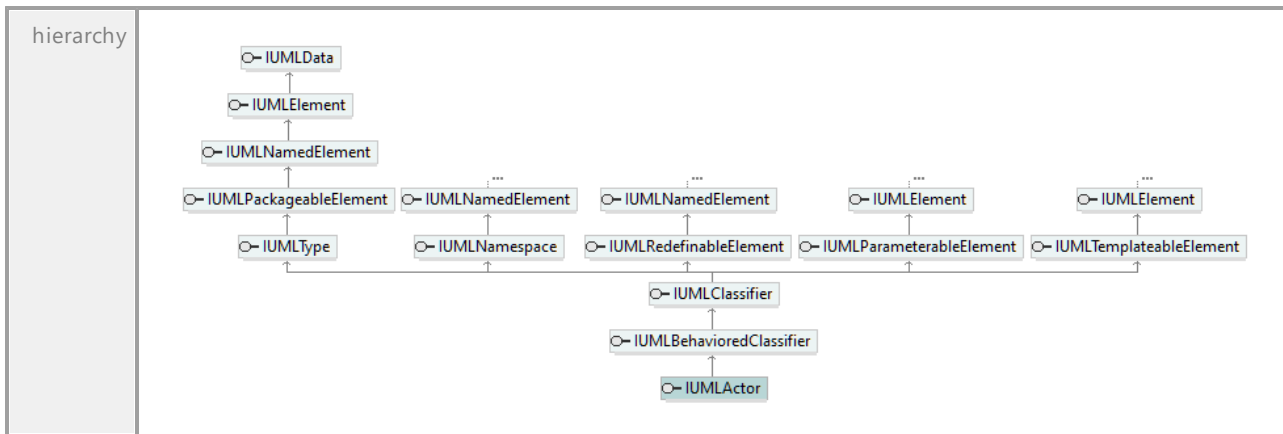 hierarchy
IUMLData
IUMLElement
IUMLNamedElement
... ... ... ...
IUMLPackageableElement IUMLNamedElement IUMLNamedElement IUMLElement IUMLElement
IUMLType IUMLNamespace IUMLRedefinableElement IUMLParameterableElement IUMLTemplateableElement
IUMLClassifier
IUMLBehavioredClassifier
IUMLActor